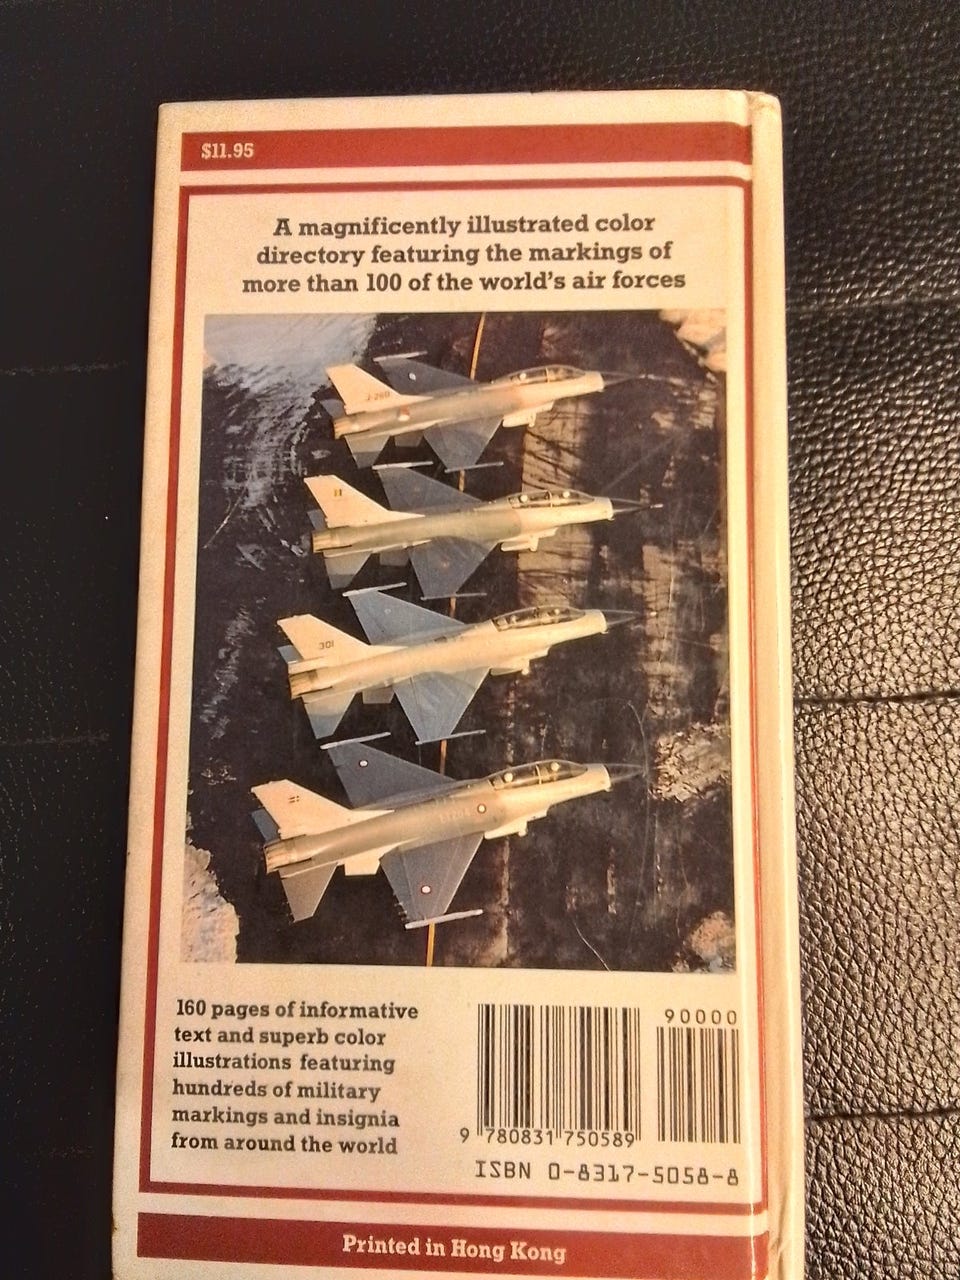 $11.95
A magnificently illustrated color
directory featuring the markings of
more than 100 of the world's air forces
301
160 pages of informative
text and superb color
illustrations featuring
hundreds of military
markings and insignia
from around the world
90000
9 780831 750589
ISBN 0-8317-5058-8
Printed in Hong Kong